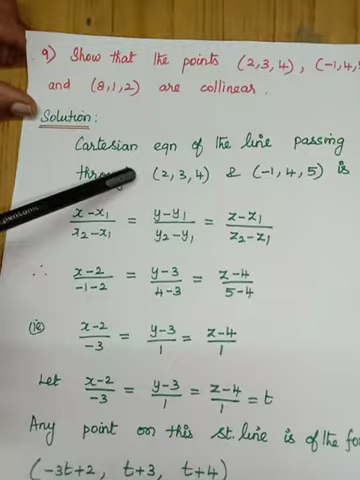 9) Show that the points (2,3,4), (-1,4,
and (8,1,2) are collinear.
Solution:
Cartesian eqn of the line passing
(2,3,4) & (-1,4,5) is
x-x₁/x₂-x₁ = y-y₁/y₂-y₁ = z-z₁/z₂-z₁
∴ x-2/-1-2 = y-3/4-3 = z-4/5-4
(ie) x-2/-3 = y-3/1 = z-4/1
Let x-2/-3 = y-3/1 = z-4/1 = t
Any point on this st. line is of the
(-3t+2, t+3, t+4)